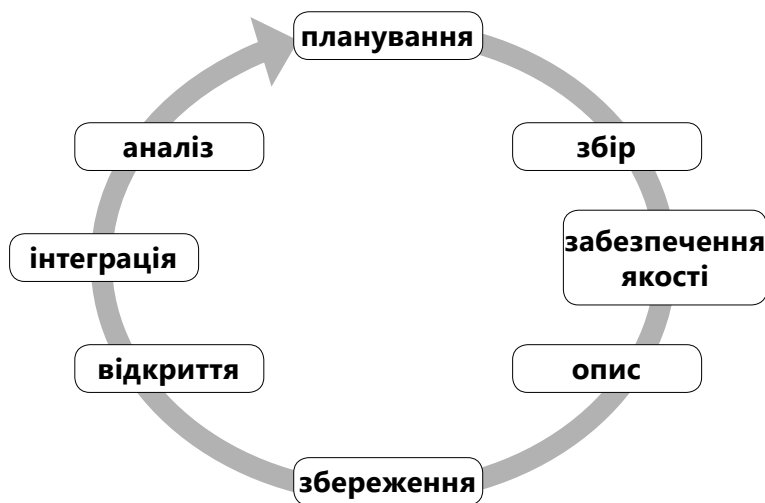 планування
збір
забезпечення
якості
опис
збереження
відкриття
інтеграція
аналіз